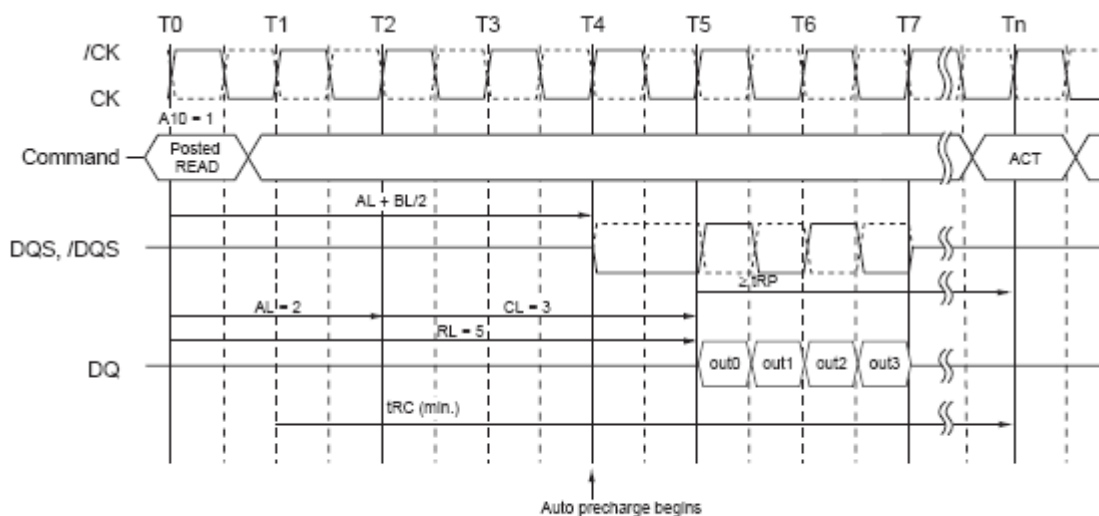 T0 T1 T2 T3 T4 T5 T6 T7 Tn
/CK
CK
A10 = 1
Command
Posted
READ
ACT
AL + BL/2
DQS, /DQS
≥ tRP
AL = 2
CL = 3
RL = 5
DQ
out0 out1 out2 out3
tRC (min.)
Auto precharge begins